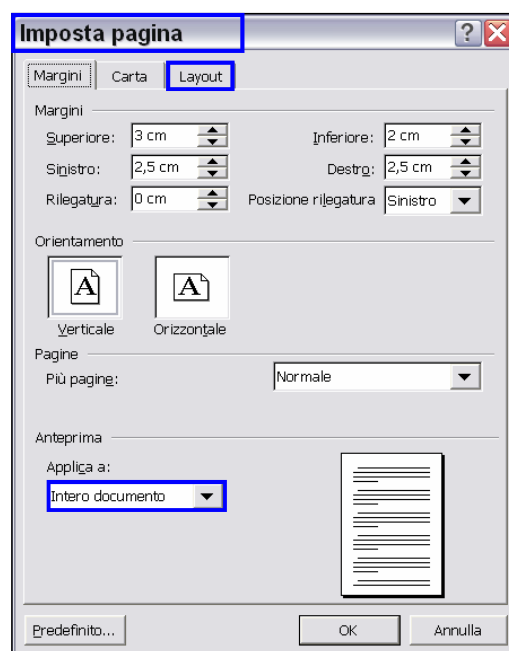 Imposta pagina
Margini Carta Layout
Margini
Superiore: 3 cm Inferiore: 2 cm
Sinistro: 2,5 cm Destro: 2,5 cm
Rilegatura: 0 cm Posizione rilegatura Sinistro
Orientamento
A A
Verticale Orizzontale
Pagine
Più pagine: Normale
Anteprima
Applica a:
Intero documento
Predefinito... OK Annulla